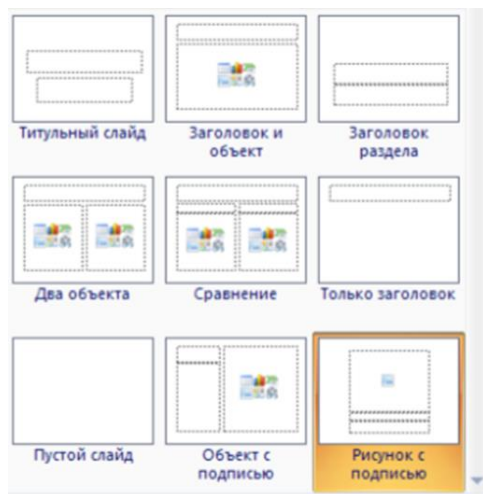 Титульный слайд
Заголовок и
объект
Заголовок
раздела
Два объекта
Сравнение
Только заголовок
Пустой слайд
Объект с
подписью
Рисунок с
подписью